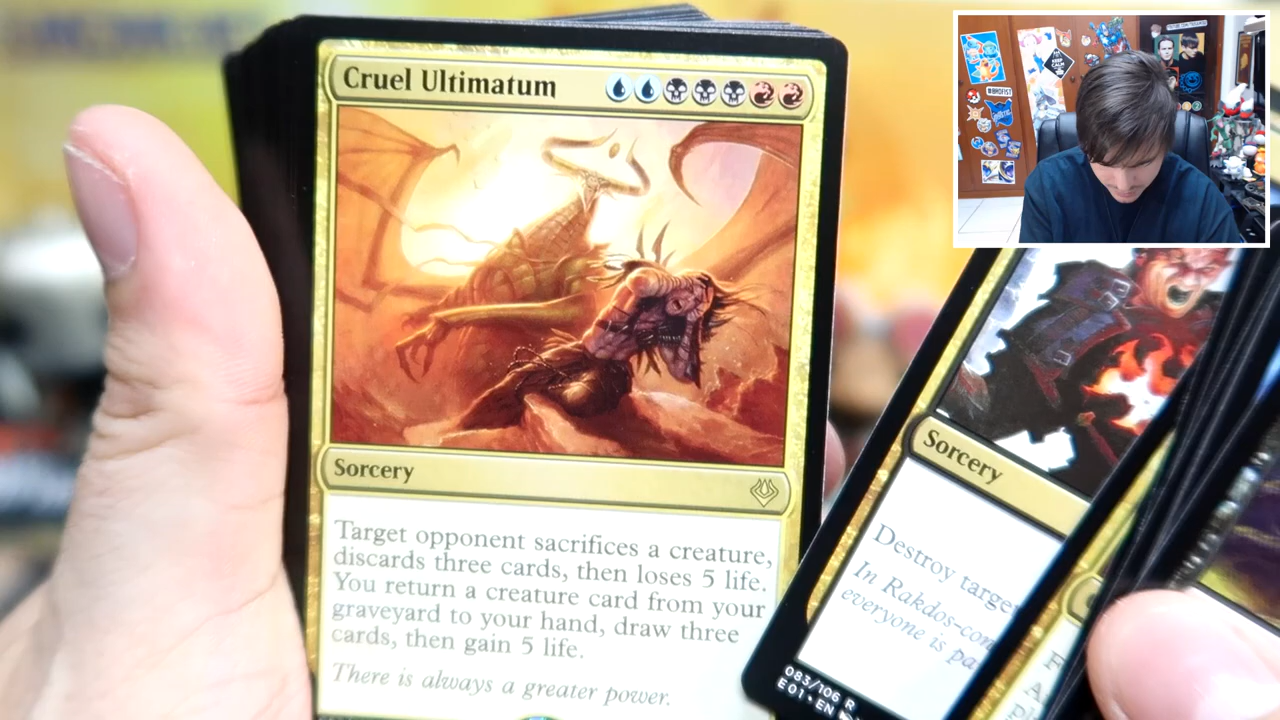 Cruel Ultimatum
Sorcery
Target opponent sacrifices a creature,
discards three cards, then loses 5 life.
You return a creature card from your
graveyard to your hand, draw three
cards, then gain 5 life.
There is always a greater power.
Sorcery
Destroy target
In Rakdos-con
everyone is pa
083/106 R
E01 • EN
KEEP
CALM